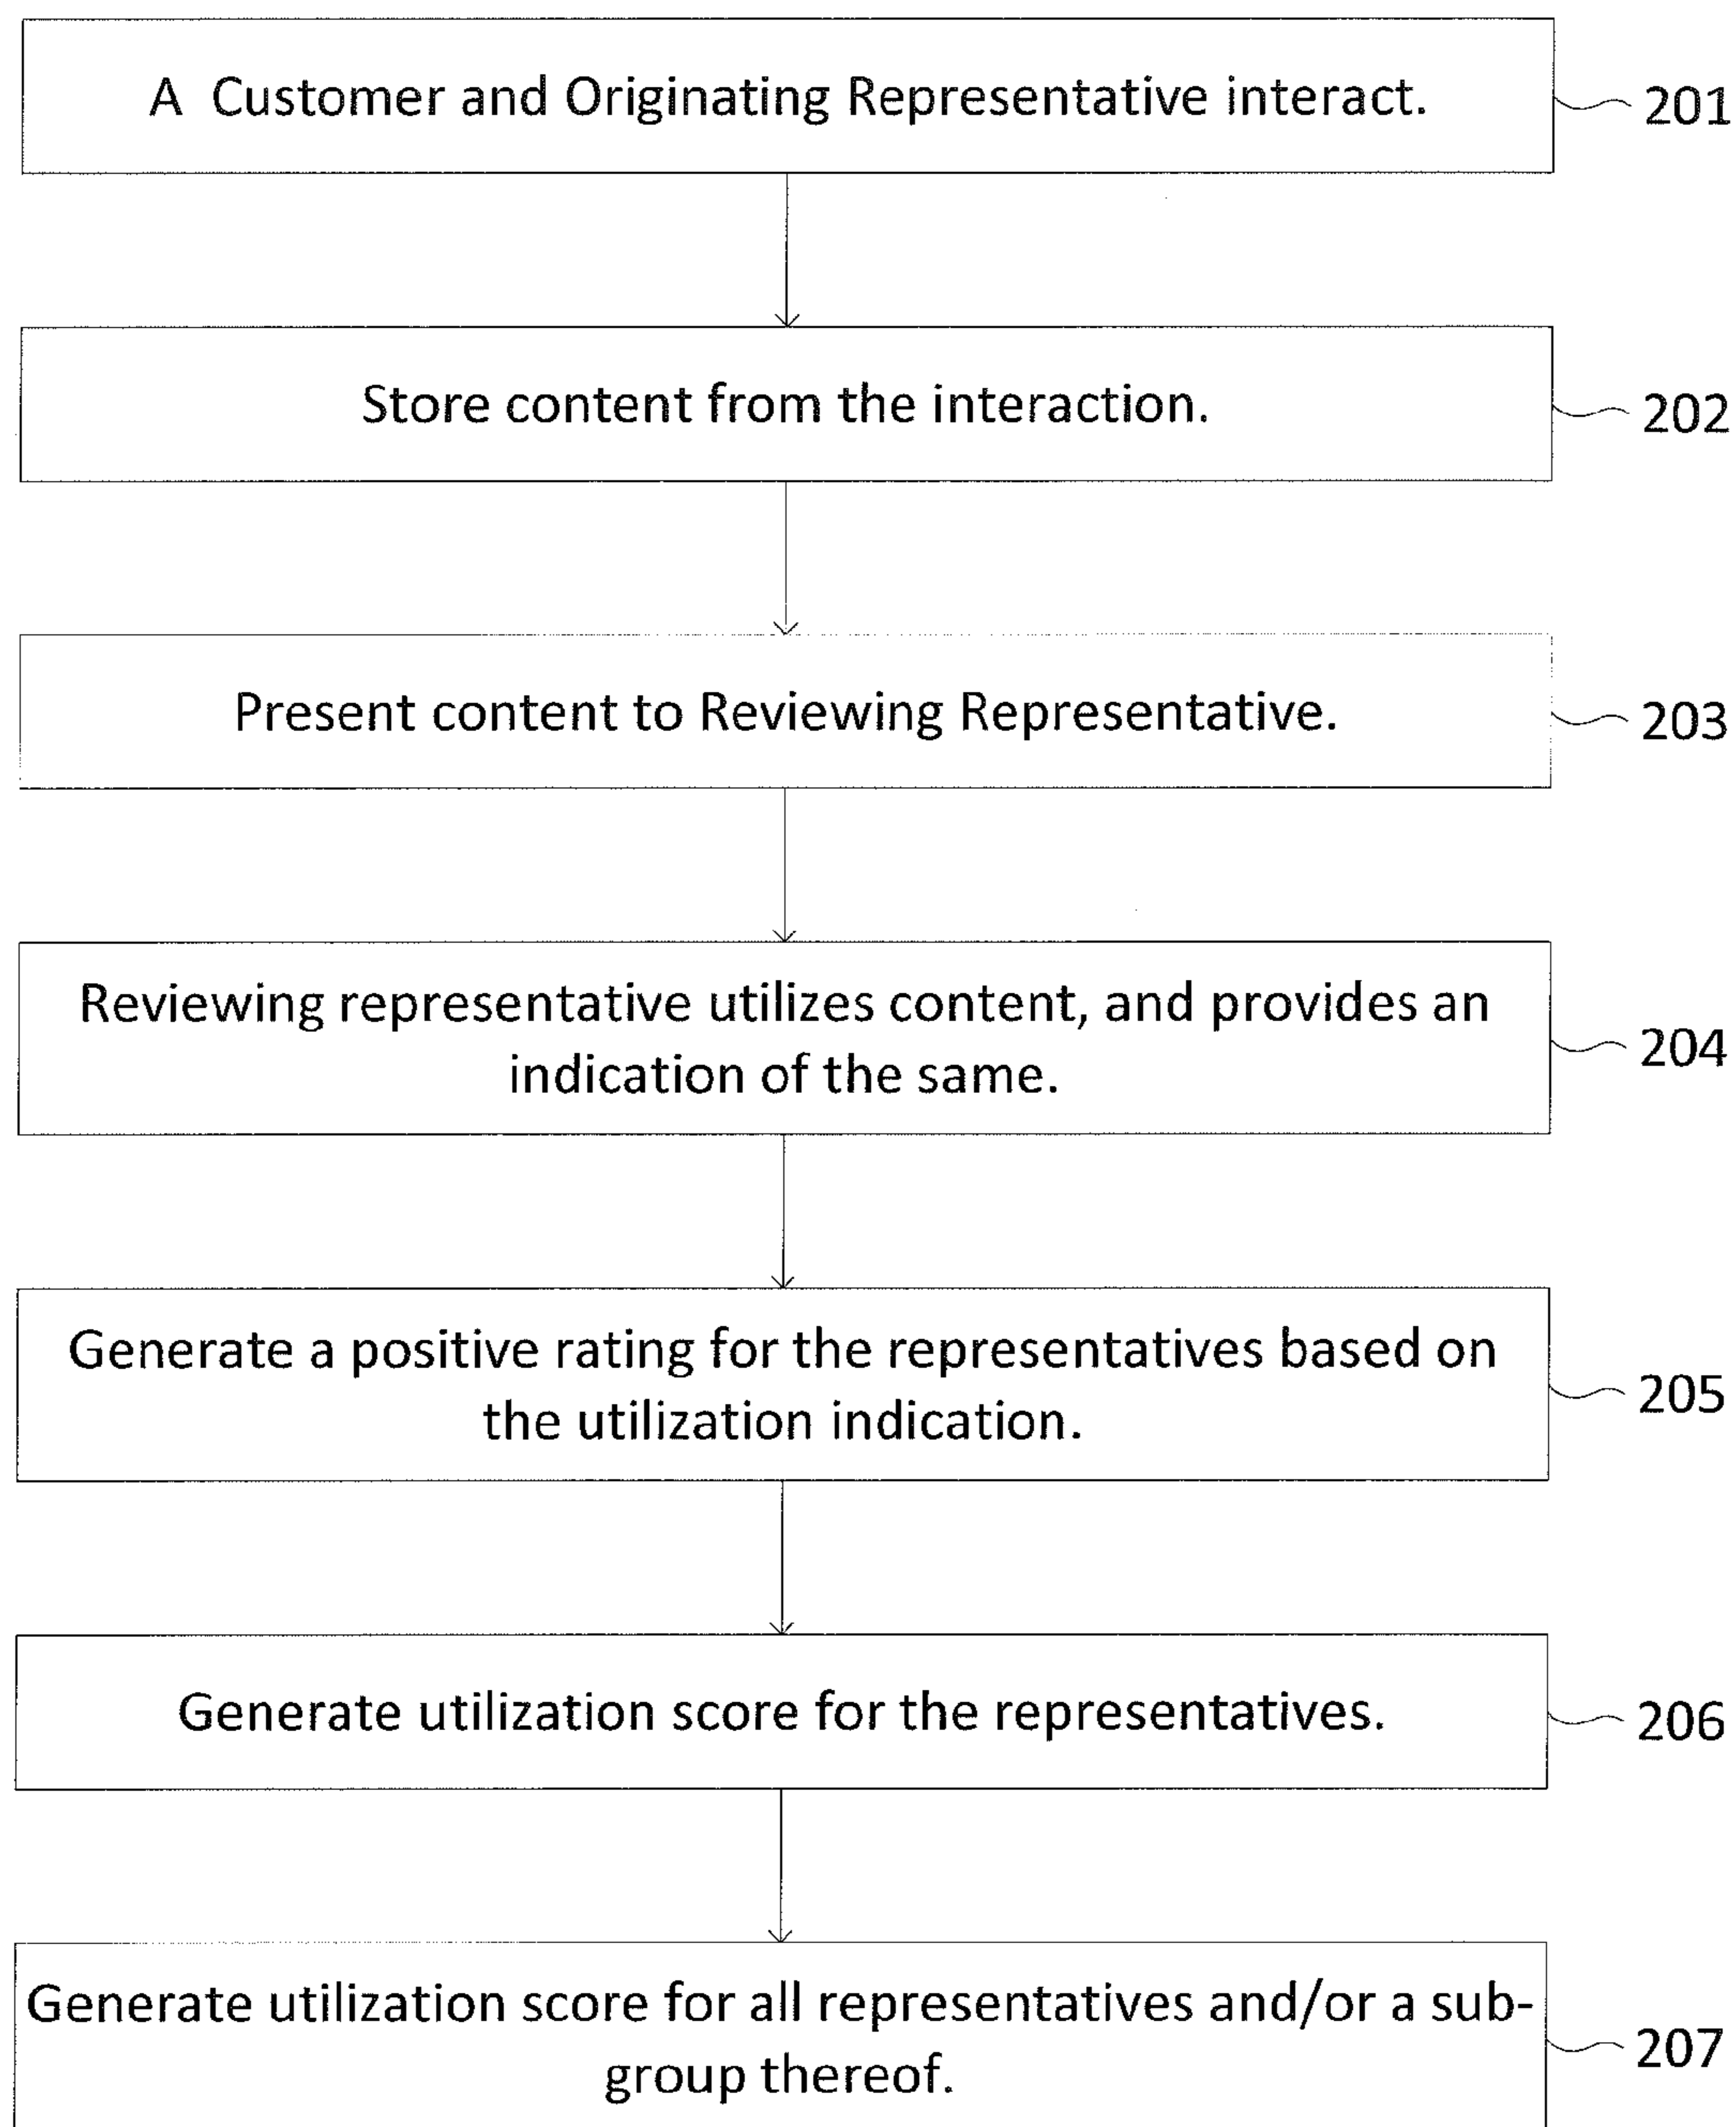 A Customer and Originating Representative interact.
201
Store content from the interaction.
202
Present content to Reviewing Representative.
203
Reviewing representative utilizes content, and provides an
indication of the same.
204
Generate a positive rating for the representatives based on
the utilization indication.
205
Generate utilization score for the representatives.
206
Generate utilization score for all representatives and/or a sub-
group thereof.
207